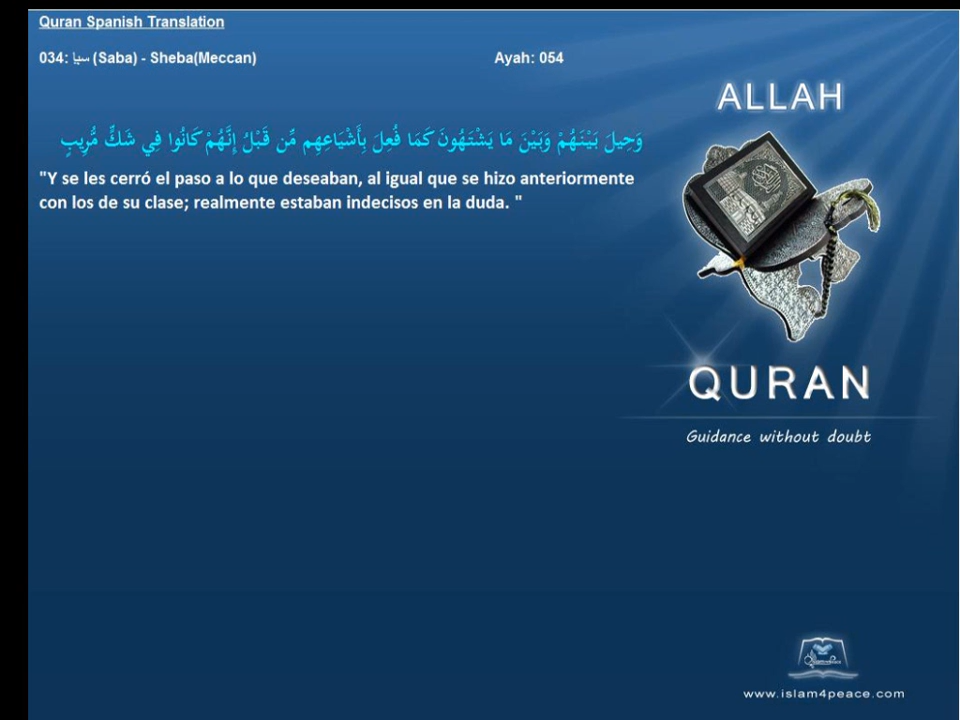 Quran Spanish Translation
034: سبإ (Saba) - Sheba(Meccan) Ayah: 054
وَحِيلَ بَيْنَهُمْ وَبَيْنَ مَا يَشْتَهُونَ كَمَا فُعِلَ بِأَشْيَاعِهِم مِّن قَبْلُ إِنَّهُمْ كَانُوا فِي شَكٍّ مُّرِيبٍ
"Y se les cerró el paso a lo que deseaban, al igual que se hizo anteriormente
con los de su clase; realmente estaban indecisos en la duda. "
ALLAH
QURAN
Guidance without doubt
www.islam4peace.com